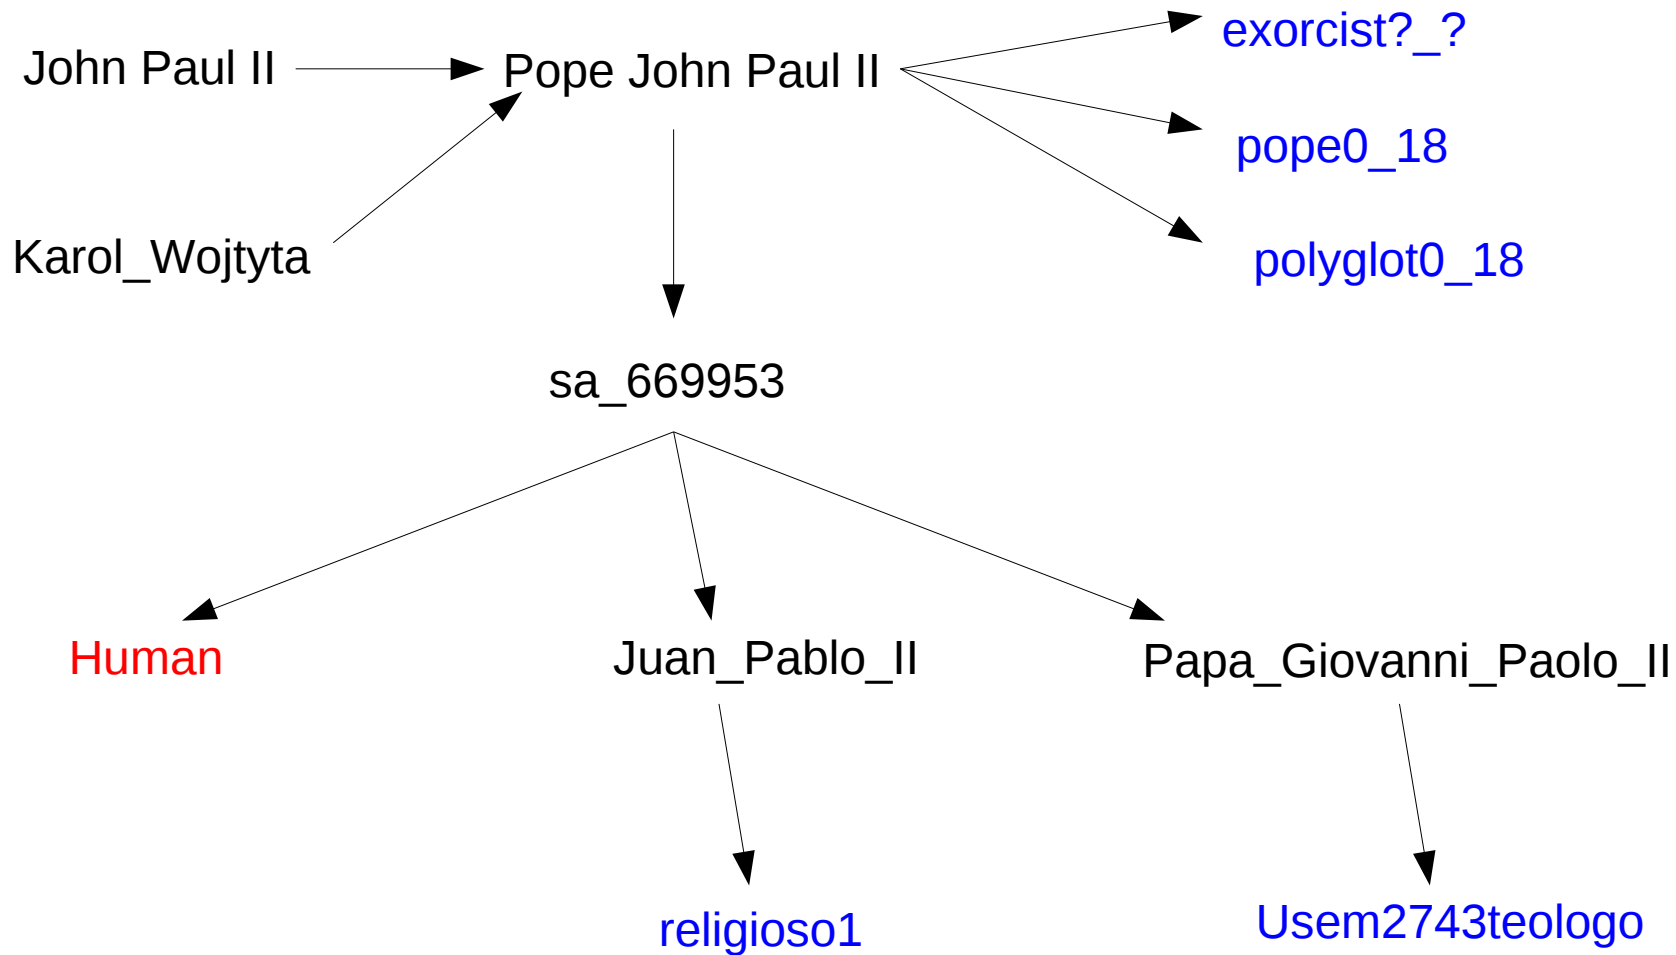 exorcist?_?
John Paul II
Pope John Paul II
pope0_18
Karol_Wojtyta
polyglot0_18
sa_669953
Human
Juan_Pablo_II
Papa_Giovanni_Paolo_II
religioso1
Usem2743teologo